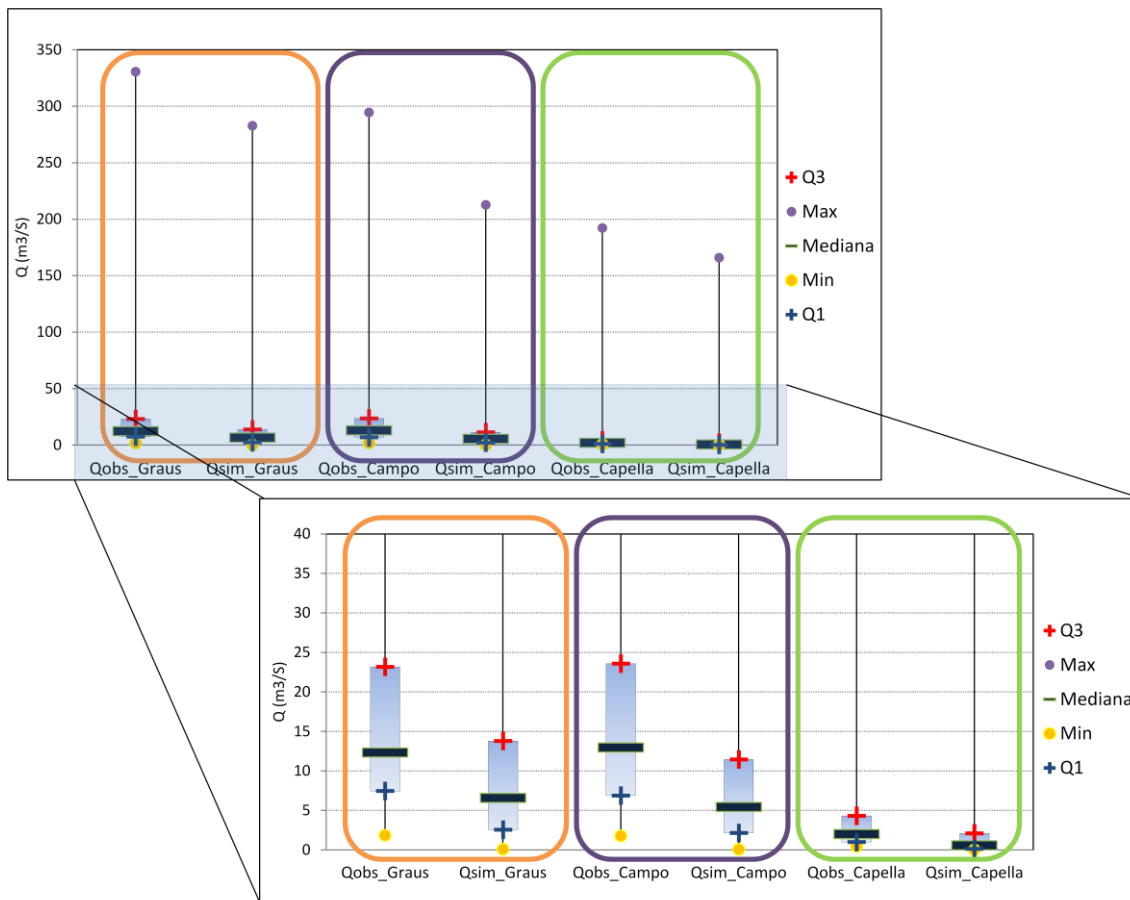 350
300
250
200
150
100
50
0
Q (m3/S)
Qobs_Graus Qsim_Graus Qobs_Campo Qsim_Campo Qobs_Capella Qsim_Capella
Q3
Max
Mediana
Min
Q1
40
35
30
25
20
15
10
5
0
Q (m3/S)
Qobs_Graus Qsim_Graus Qobs_Campo Qsim_Campo Qobs_Capella Qsim_Capella
Q3
Max
Mediana
Min
Q1